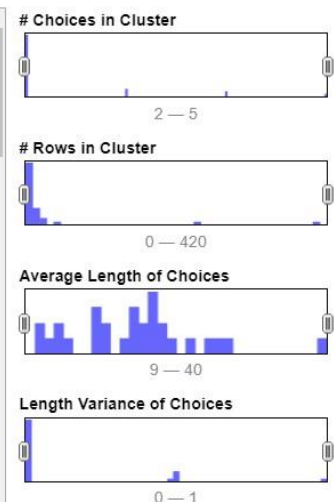 # Choices in Cluster
2 — 5
# Rows in Cluster
0 — 420
Average Length of Choices
9 — 40
Length Variance of Choices
0 — 1